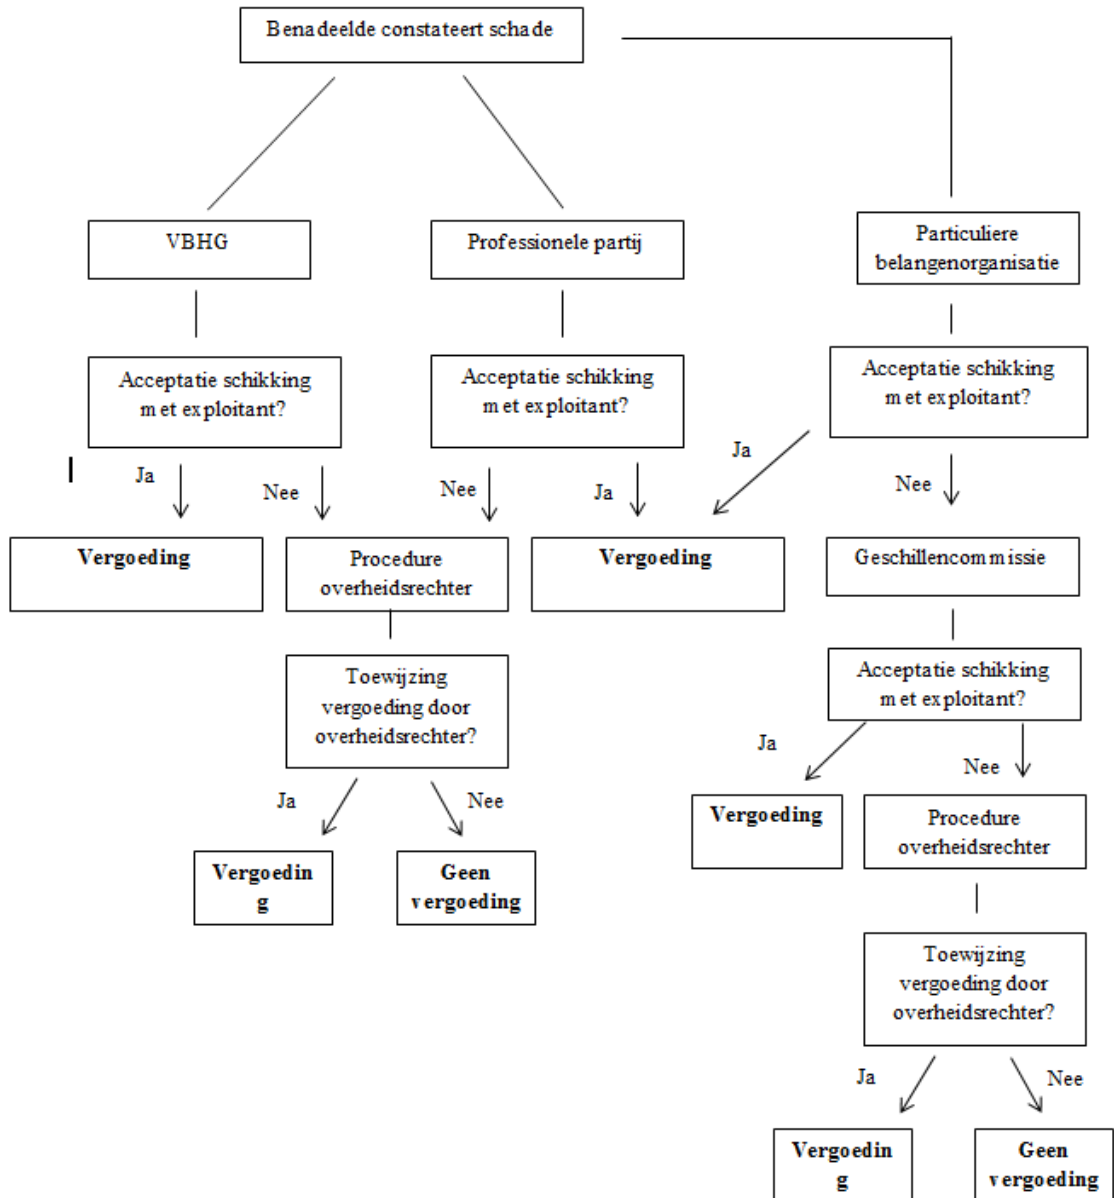 Benadeelde constateert schade
VBHG
Professionele partij
Particuliere
belangenorganisatie
Acceptatie schikking
met exploitant?
Acceptatie schikking
met exploitant?
Acceptatie schikking
met exploitant?
Ja
Nee
Nee
Ja
Ja
Nee
Vergoeding
Procedure
overheidsrechter
Vergoeding
Geschillencommissie
Toewijzing
vergoeding door
overheidsrechter?
Acceptatie schikking
met exploitant?
Ja
Nee
Ja
Nee
Vergoedin
g
Geen
vergoeding
Vergoeding
Procedure
overheidsrechter
Toewijzing
vergoeding door
overheidsrechter?
Ja
Nee
Vergoedin
g
Geen
vergoeding